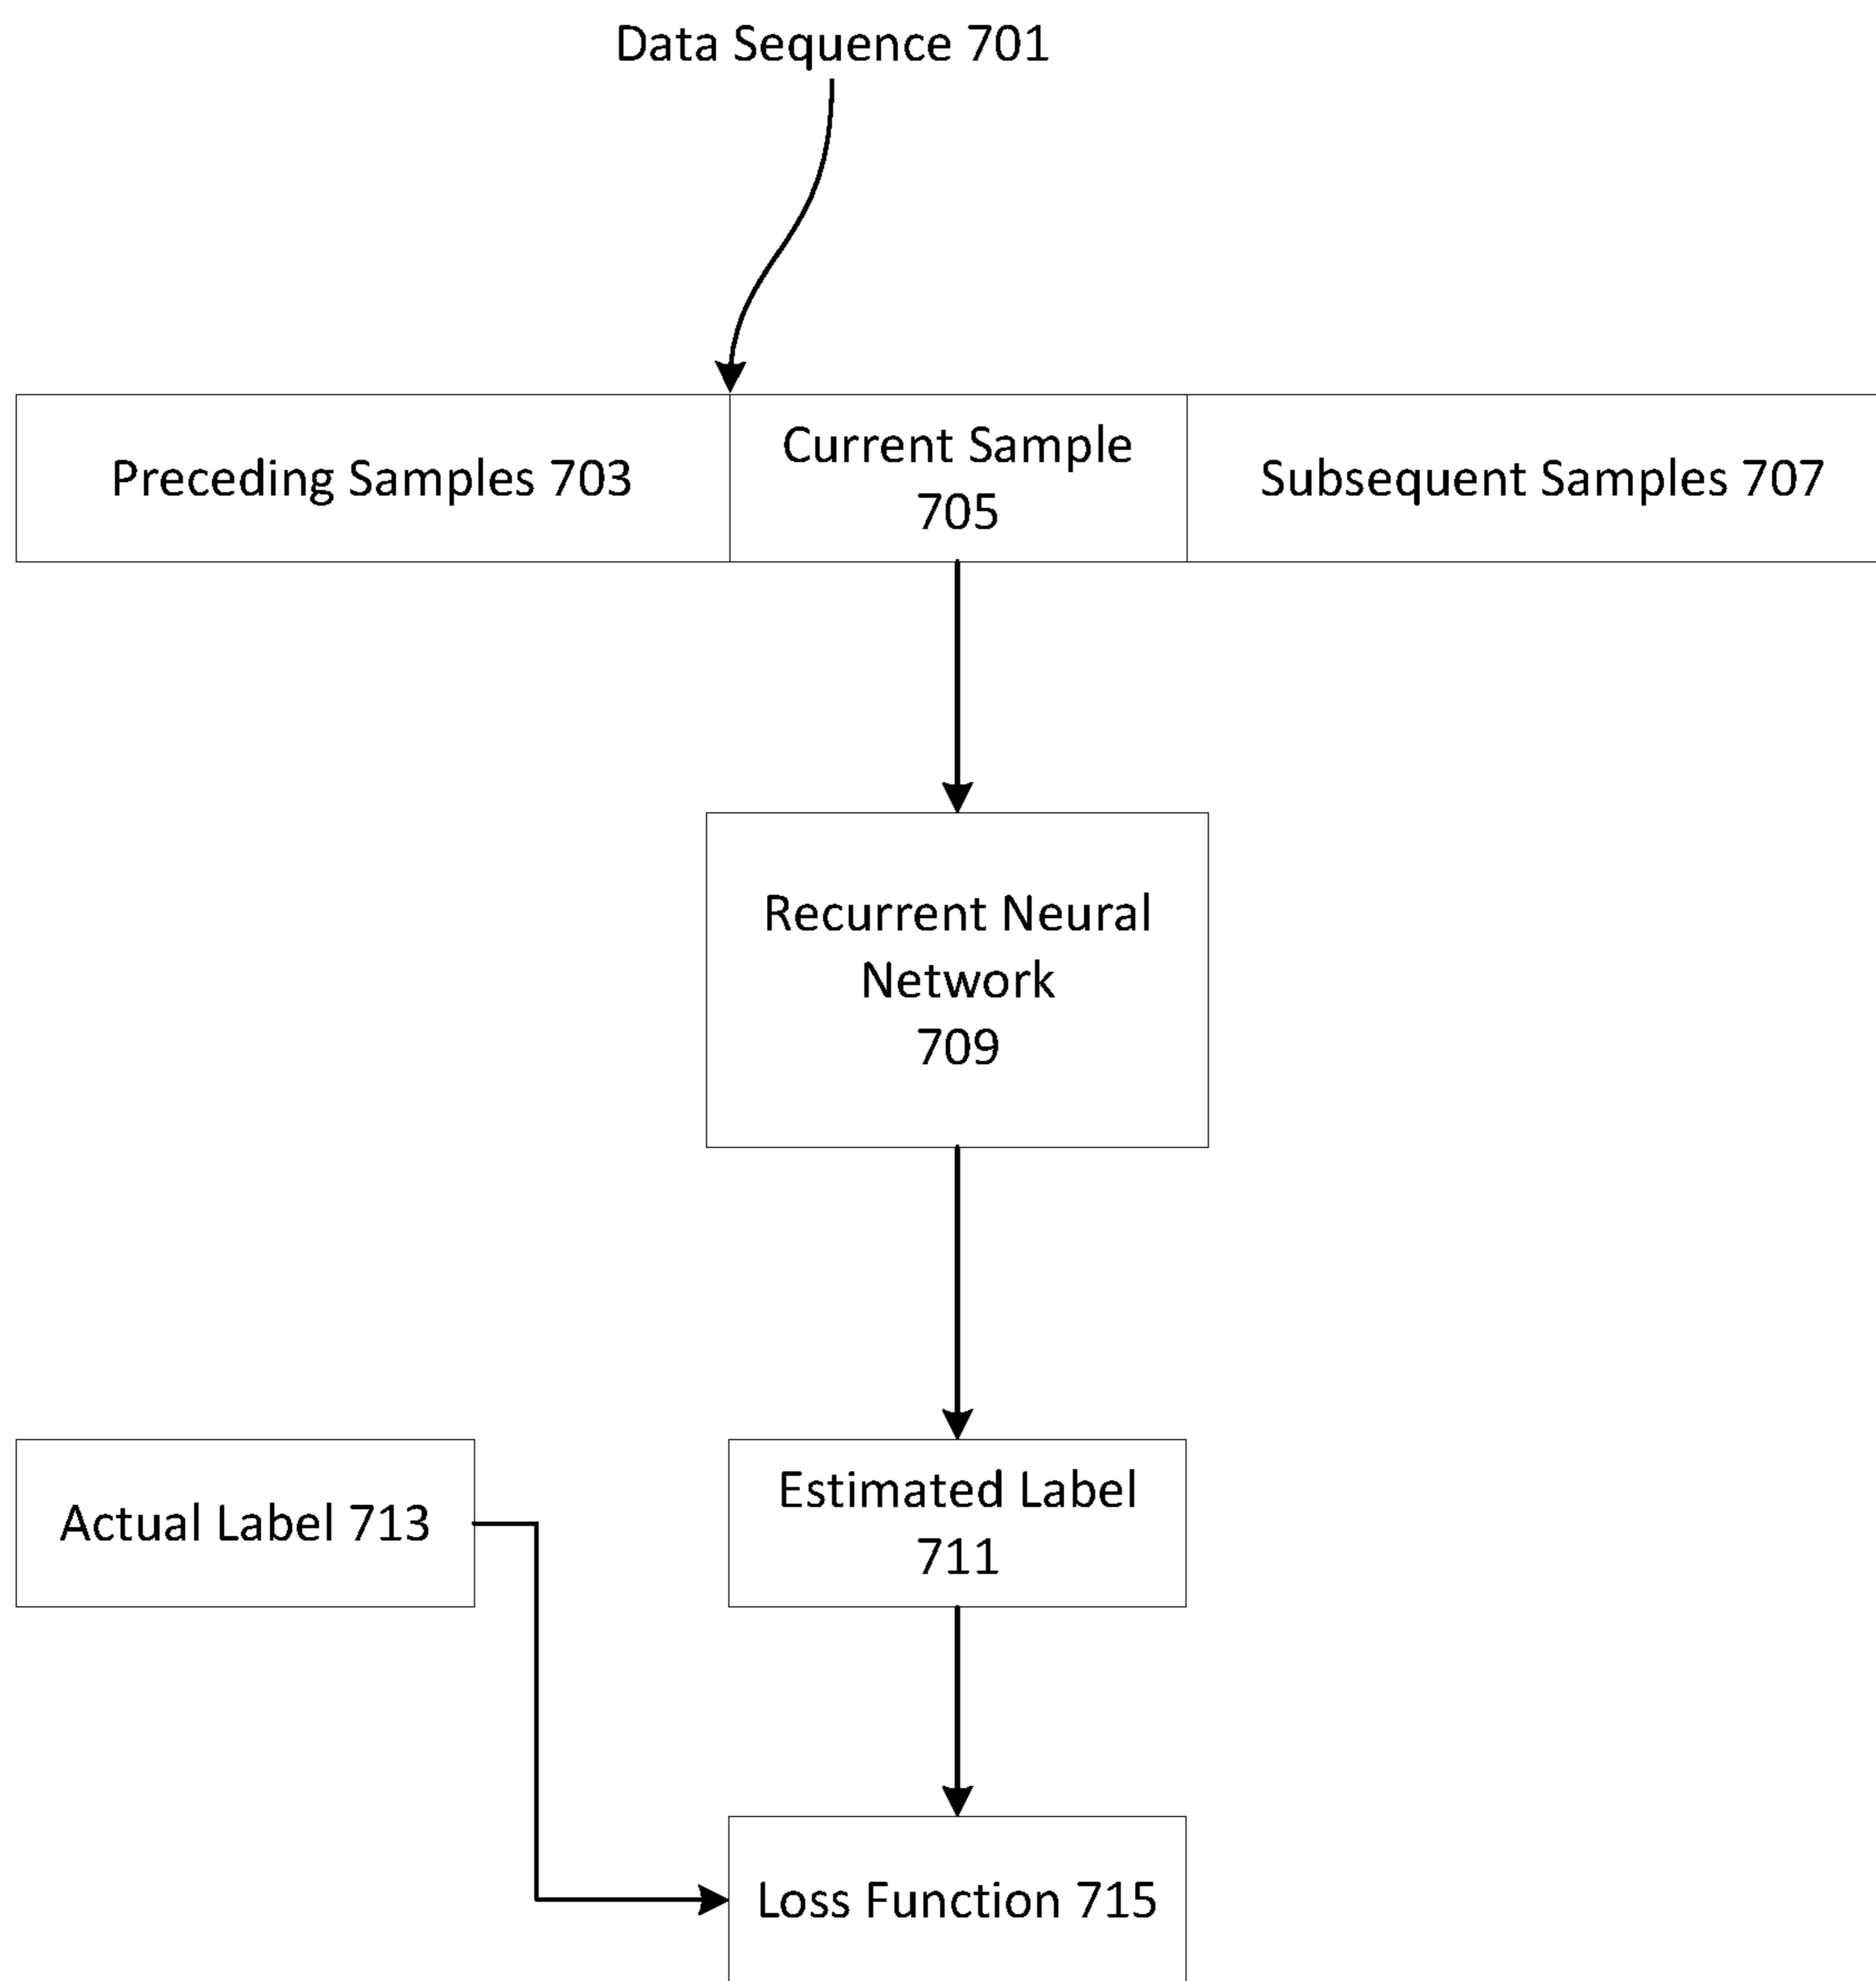 Data Sequence 701
Preceding Samples 703
Current Sample
705
Subsequent Samples 707
Recurrent Neural
Network
709
Actual Label 713
Estimated Label
711
Loss Function 715